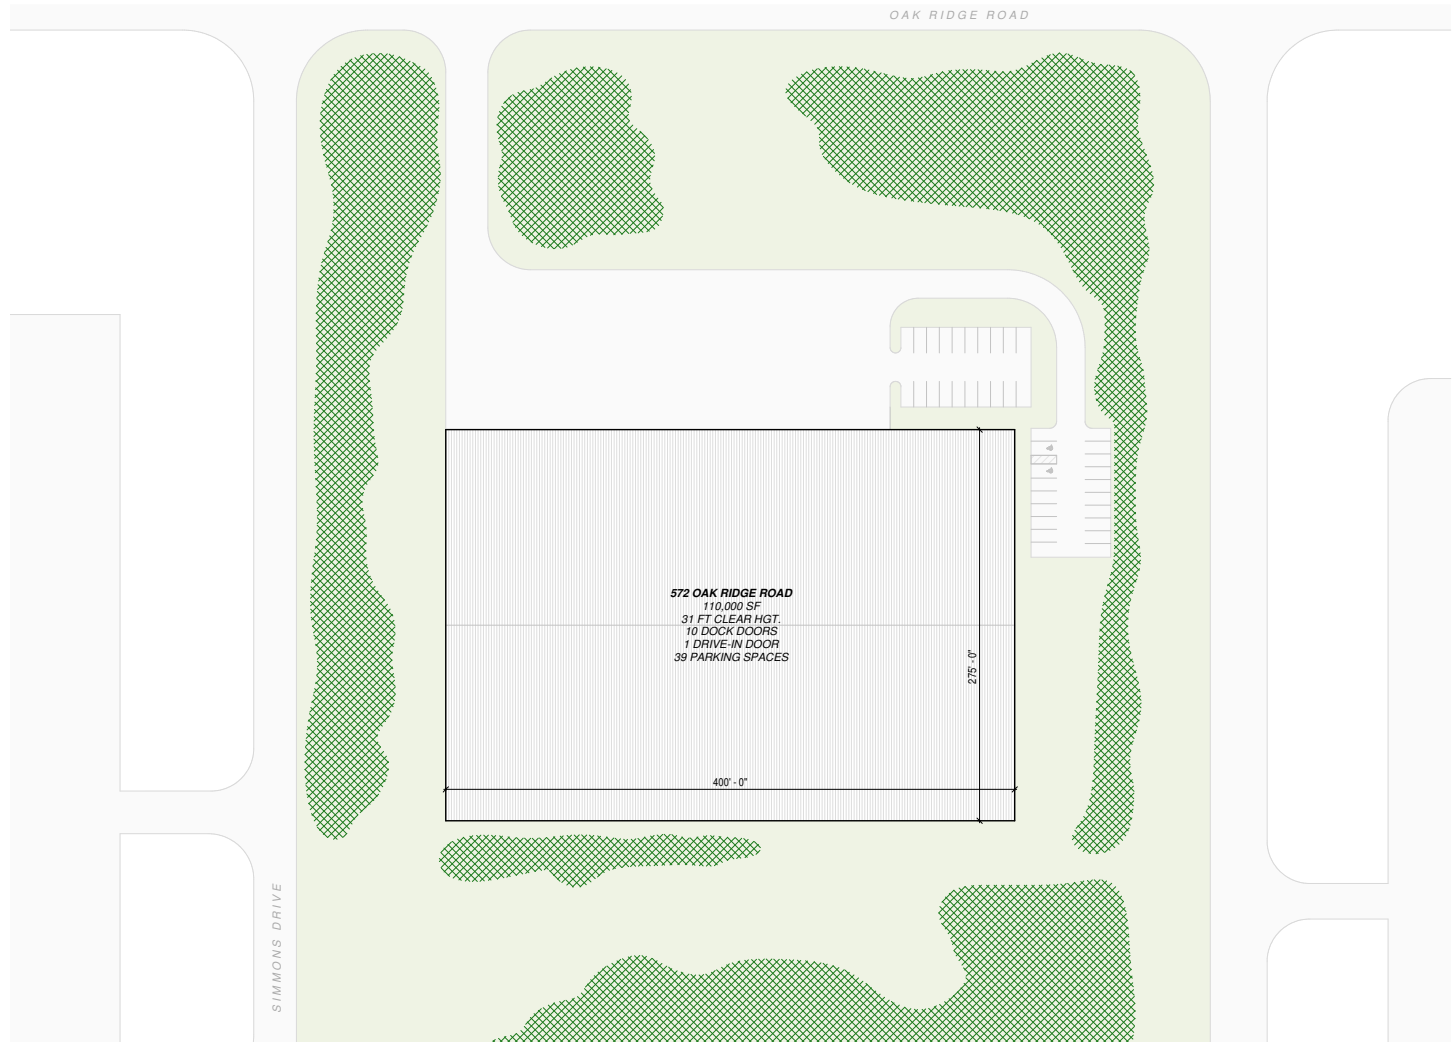 OAK RIDGE ROAD
572 OAK RIDGE ROAD
110,000 SF
31 FT CLEAR HGT.
10 DOCK DOORS
1 DRIVE-IN DOOR
39 PARKING SPACES
275' - 0"
400' - 0"
SIMMONS DRIVE